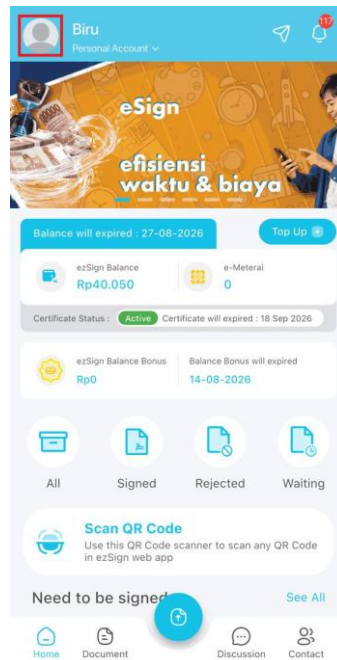 Biru
Personal Account
117
eSign
efisiensi
waktu & biaya
Balance will expired : 27-08-2026
Top Up
ezSign Balance
Rp40.050
e-Meterai
0
Certificate Status : Active Certificate will expired : 18 Sep 2026
ezSign Balance Bonus
Rp0
Balance Bonus will expired
14-08-2026
All
Signed
Rejected
Waiting
Scan QR Code
Use this QR Code scanner to scan any QR Code
in ezSign web app
Need to be signed
See All
Home
Document
Discussion
Contact